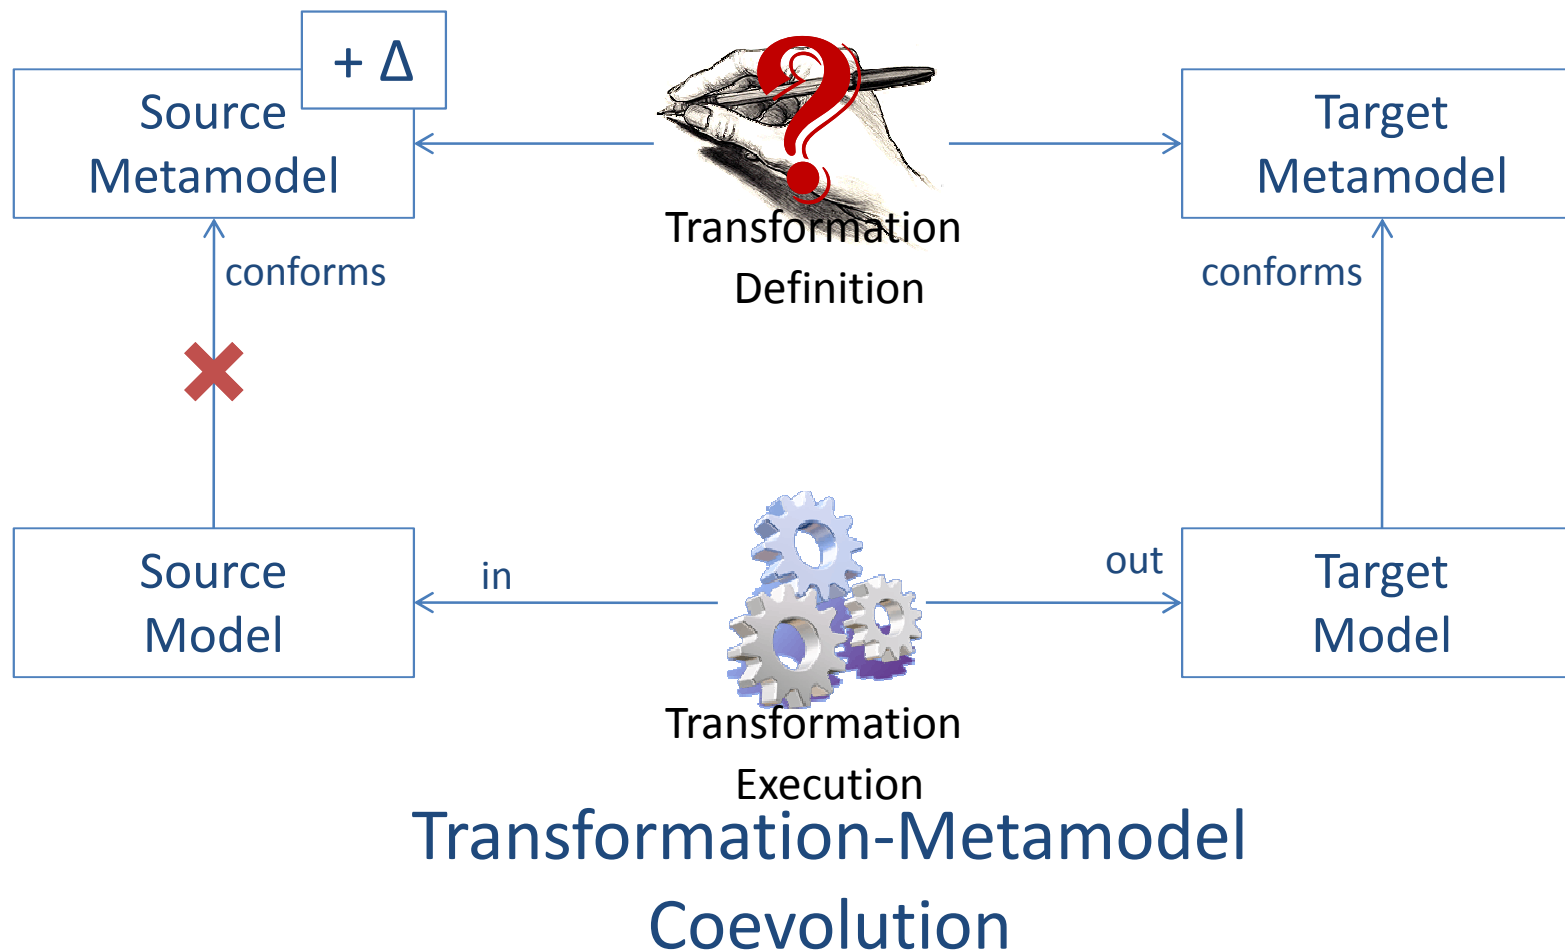 + Δ
Source
Metamodel
?
Target
Metamodel
Transformation
Definition
conforms
conforms
Source
Model
in
out
Target
Model
Transformation
Execution
Transformation-Metamodel
Coevolution